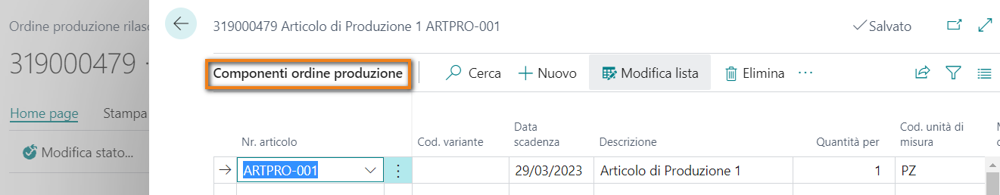 Ordine produzione rilasc
319000479 ·
Home page Stampa
Modifica stato...
319000479 Articolo di Produzione 1 ARTPRO-001
Salvato
Componenti ordine produzione
Cerca
Nuovo
Modifica lista
Elimina
Nr. articolo
Cod. variante
Data
scadenza
Descrizione
Quantità per
Cod. unità di
misura
ARTPRO-001
29/03/2023
Articolo di Produzione 1
1
PZ